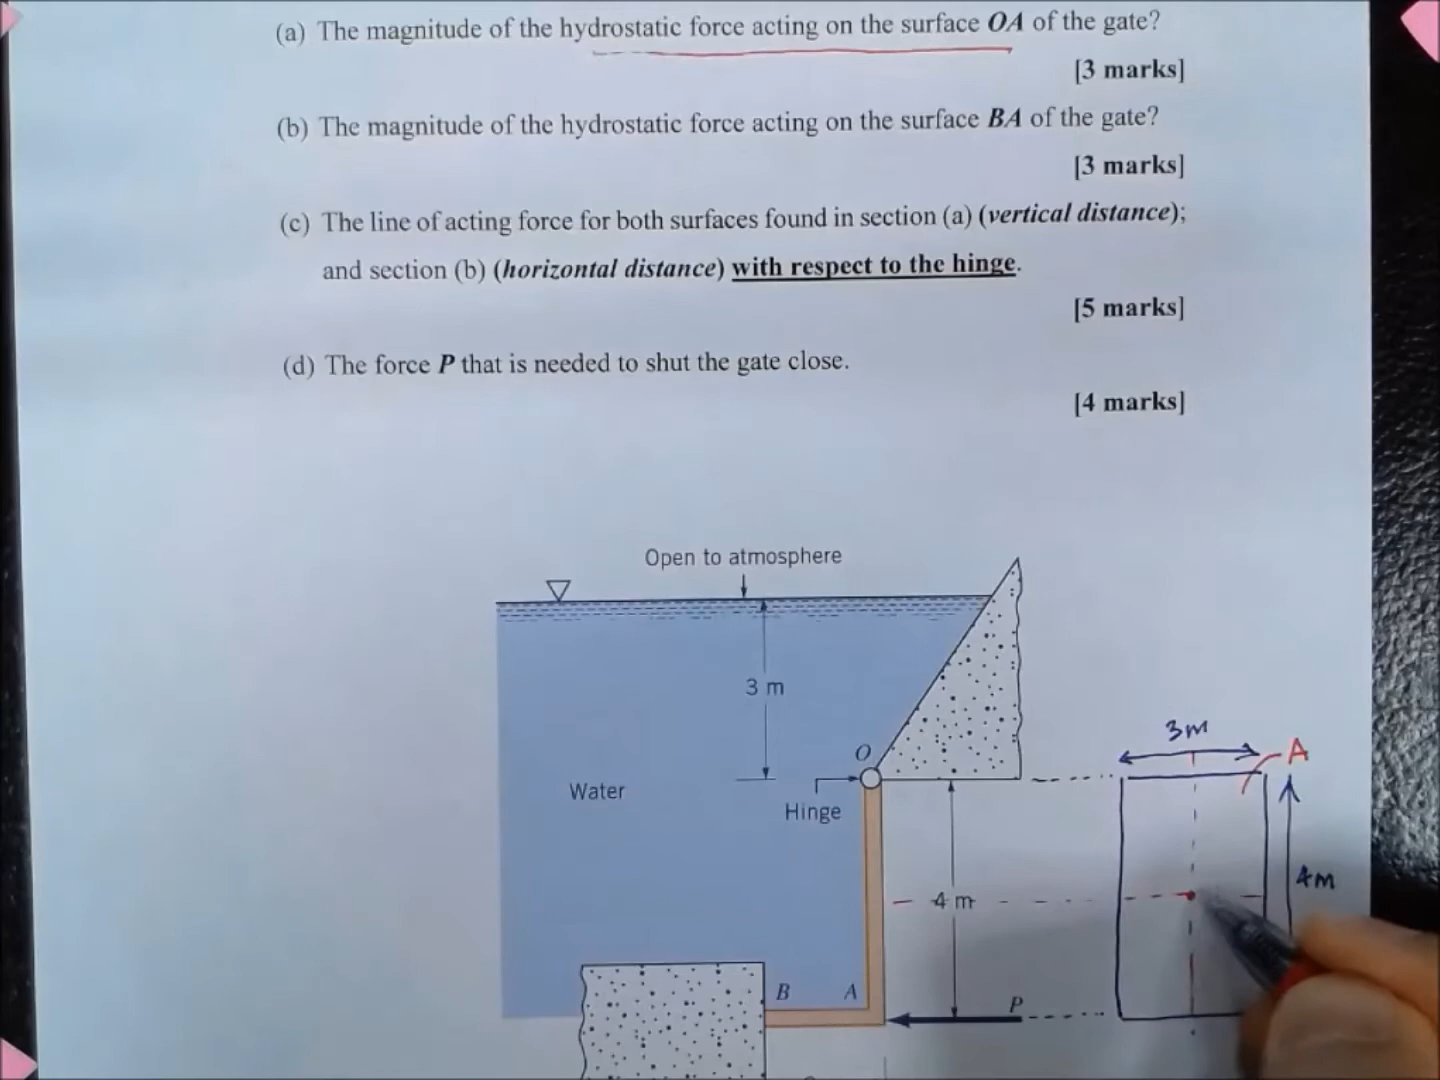 (a) The magnitude of the hydrostatic force acting on the surface OA of the gate?
[3 marks]
(b) The magnitude of the hydrostatic force acting on the surface BA of the gate?
[3 marks]
(c) The line of acting force for both surfaces found in section (a) (vertical distance);
and section (b) (horizontal distance) with respect to the hinge.
[5 marks]
(d) The force P that is needed to shut the gate close.
[4 marks]
Open to atmosphere
3 m
3m
A
O
Water
Hinge
4m
4 m
B
A
P